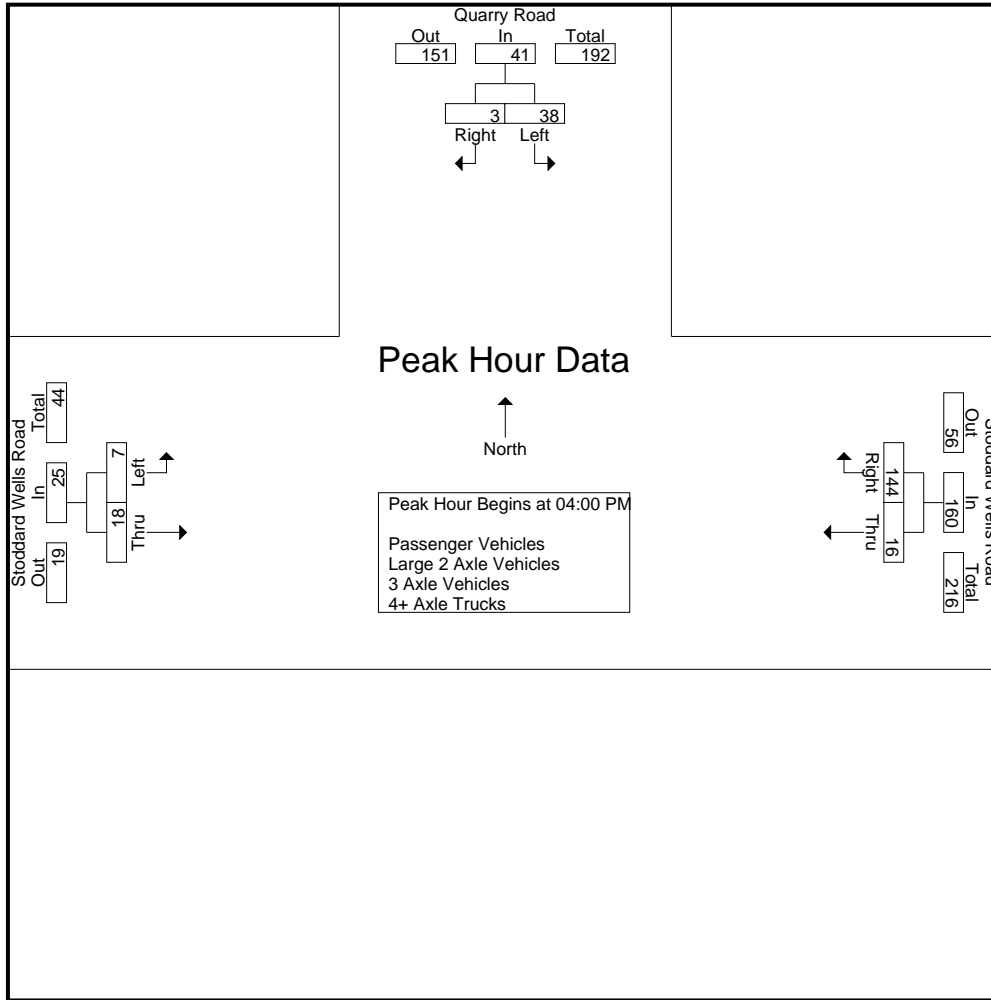 Quarry Road
Out In Total
151 41 192
3 38
Right Left
Peak Hour Data
North
Peak Hour Begins at 04:00 PM
Passenger Vehicles
Large 2 Axle Vehicles
3 Axle Vehicles
4+ Axle Trucks
Stoddard Wells Road
Out In Total
19 25 44
18 7
Thru Left
Stoddard Wells Road
Out In Total
56 160 216
144 16
Right Thru